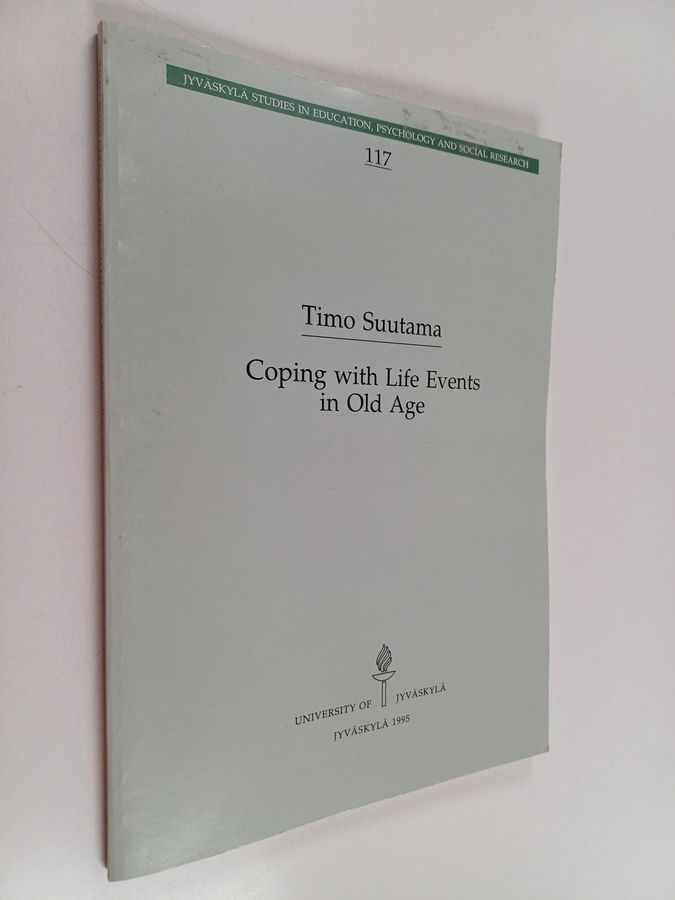 JYVÄSKYLÄ STUDIES IN EDUCATION, PSYCHOLOGY AND SOCIAL RESEARCH
117
Timo Suutama
Coping with Life Events
in Old Age
UNIVERSITY OF JYVÄSKYLÄ
JYVÄSKYLÄ 1995